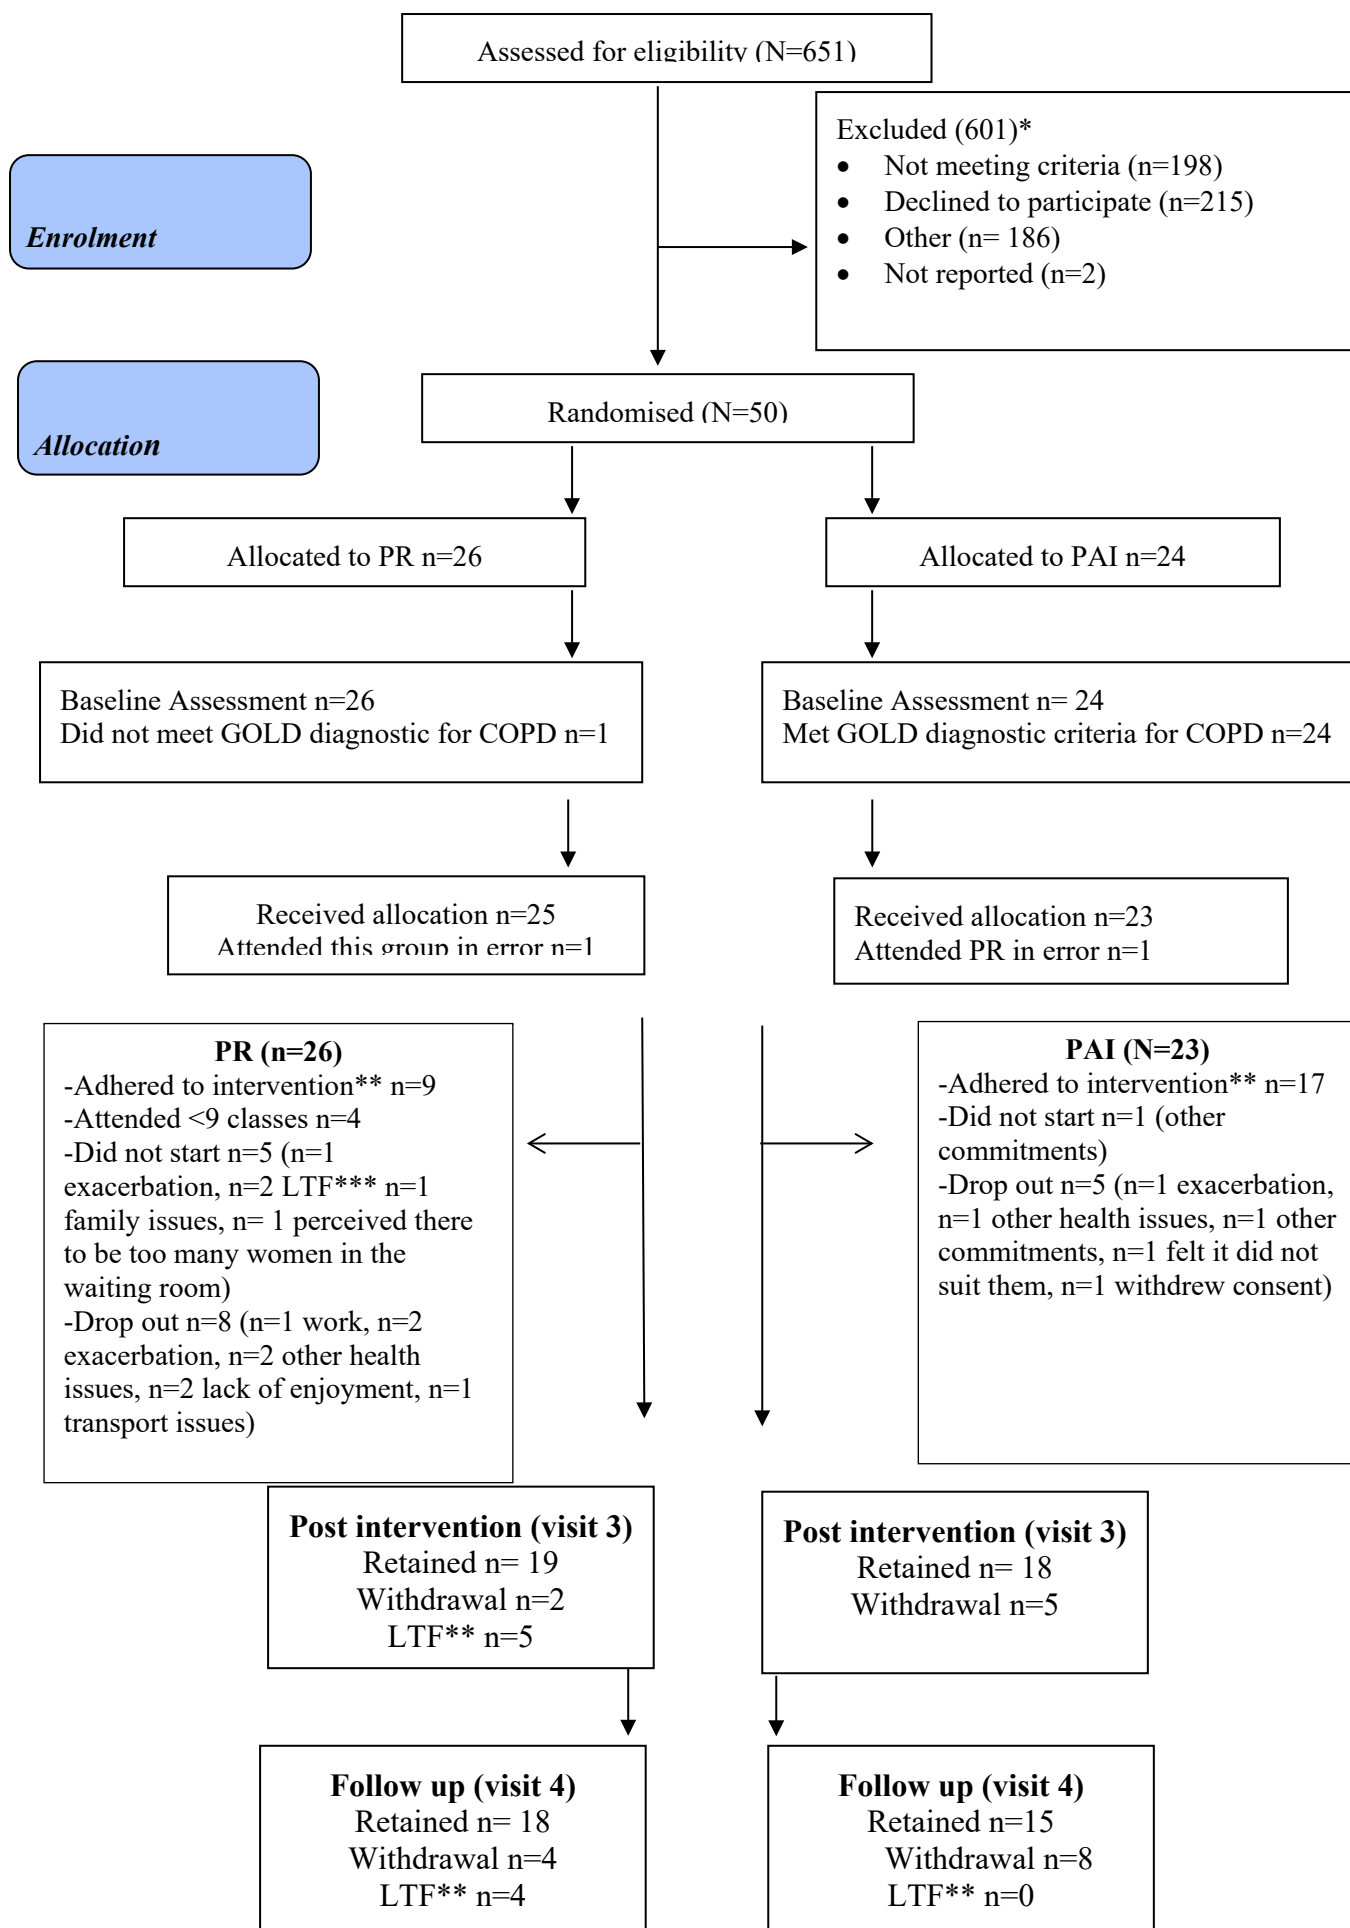 Assessed for eligibility (N=651)
Excluded (601)*
• Not meeting criteria (n=198)
• Declined to participate (n=215)
• Other (n= 186)
• Not reported (n=2)
Enrolment
Allocation
Randomised (N=50)
Allocated to PR n=26
Allocated to PAI n=24
Baseline Assessment n=26
Did not meet GOLD diagnostic for COPD n=1
Baseline Assessment n= 24
Met GOLD diagnostic criteria for COPD n=24
Received allocation n=25
Attended this group in error n=1
Received allocation n=23
Attended PR in error n=1
PR (n=26)
-Adhered to intervention** n=9
-Attended <9 classes n=4
-Did not start n=5 (n=1
exacerbation, n=2 LTF*** n=1
family issues, n= 1 perceived there
to be too many women in the
waiting room)
-Drop out n=8 (n=1 work, n=2
exacerbation, n=2 other health
issues, n=2 lack of enjoyment, n=1
transport issues)
PAI (N=23)
-Adhered to intervention** n=17
-Did not start n=1 (other
commitments)
-Drop out n=5 (n=1 exacerbation,
n=1 other health issues, n=1 other
commitments, n=1 felt it did not
suit them, n=1 withdrew consent)
Post intervention (visit 3)
Retained n= 19
Withdrawal n=2
LTF** n=5
Post intervention (visit 3)
Retained n= 18
Withdrawal n=5
Follow up (visit 4)
Retained n= 18
Withdrawal n=4
LTF** n=4
Follow up (visit 4)
Retained n=15
Withdrawal n=8
LTF** n=0